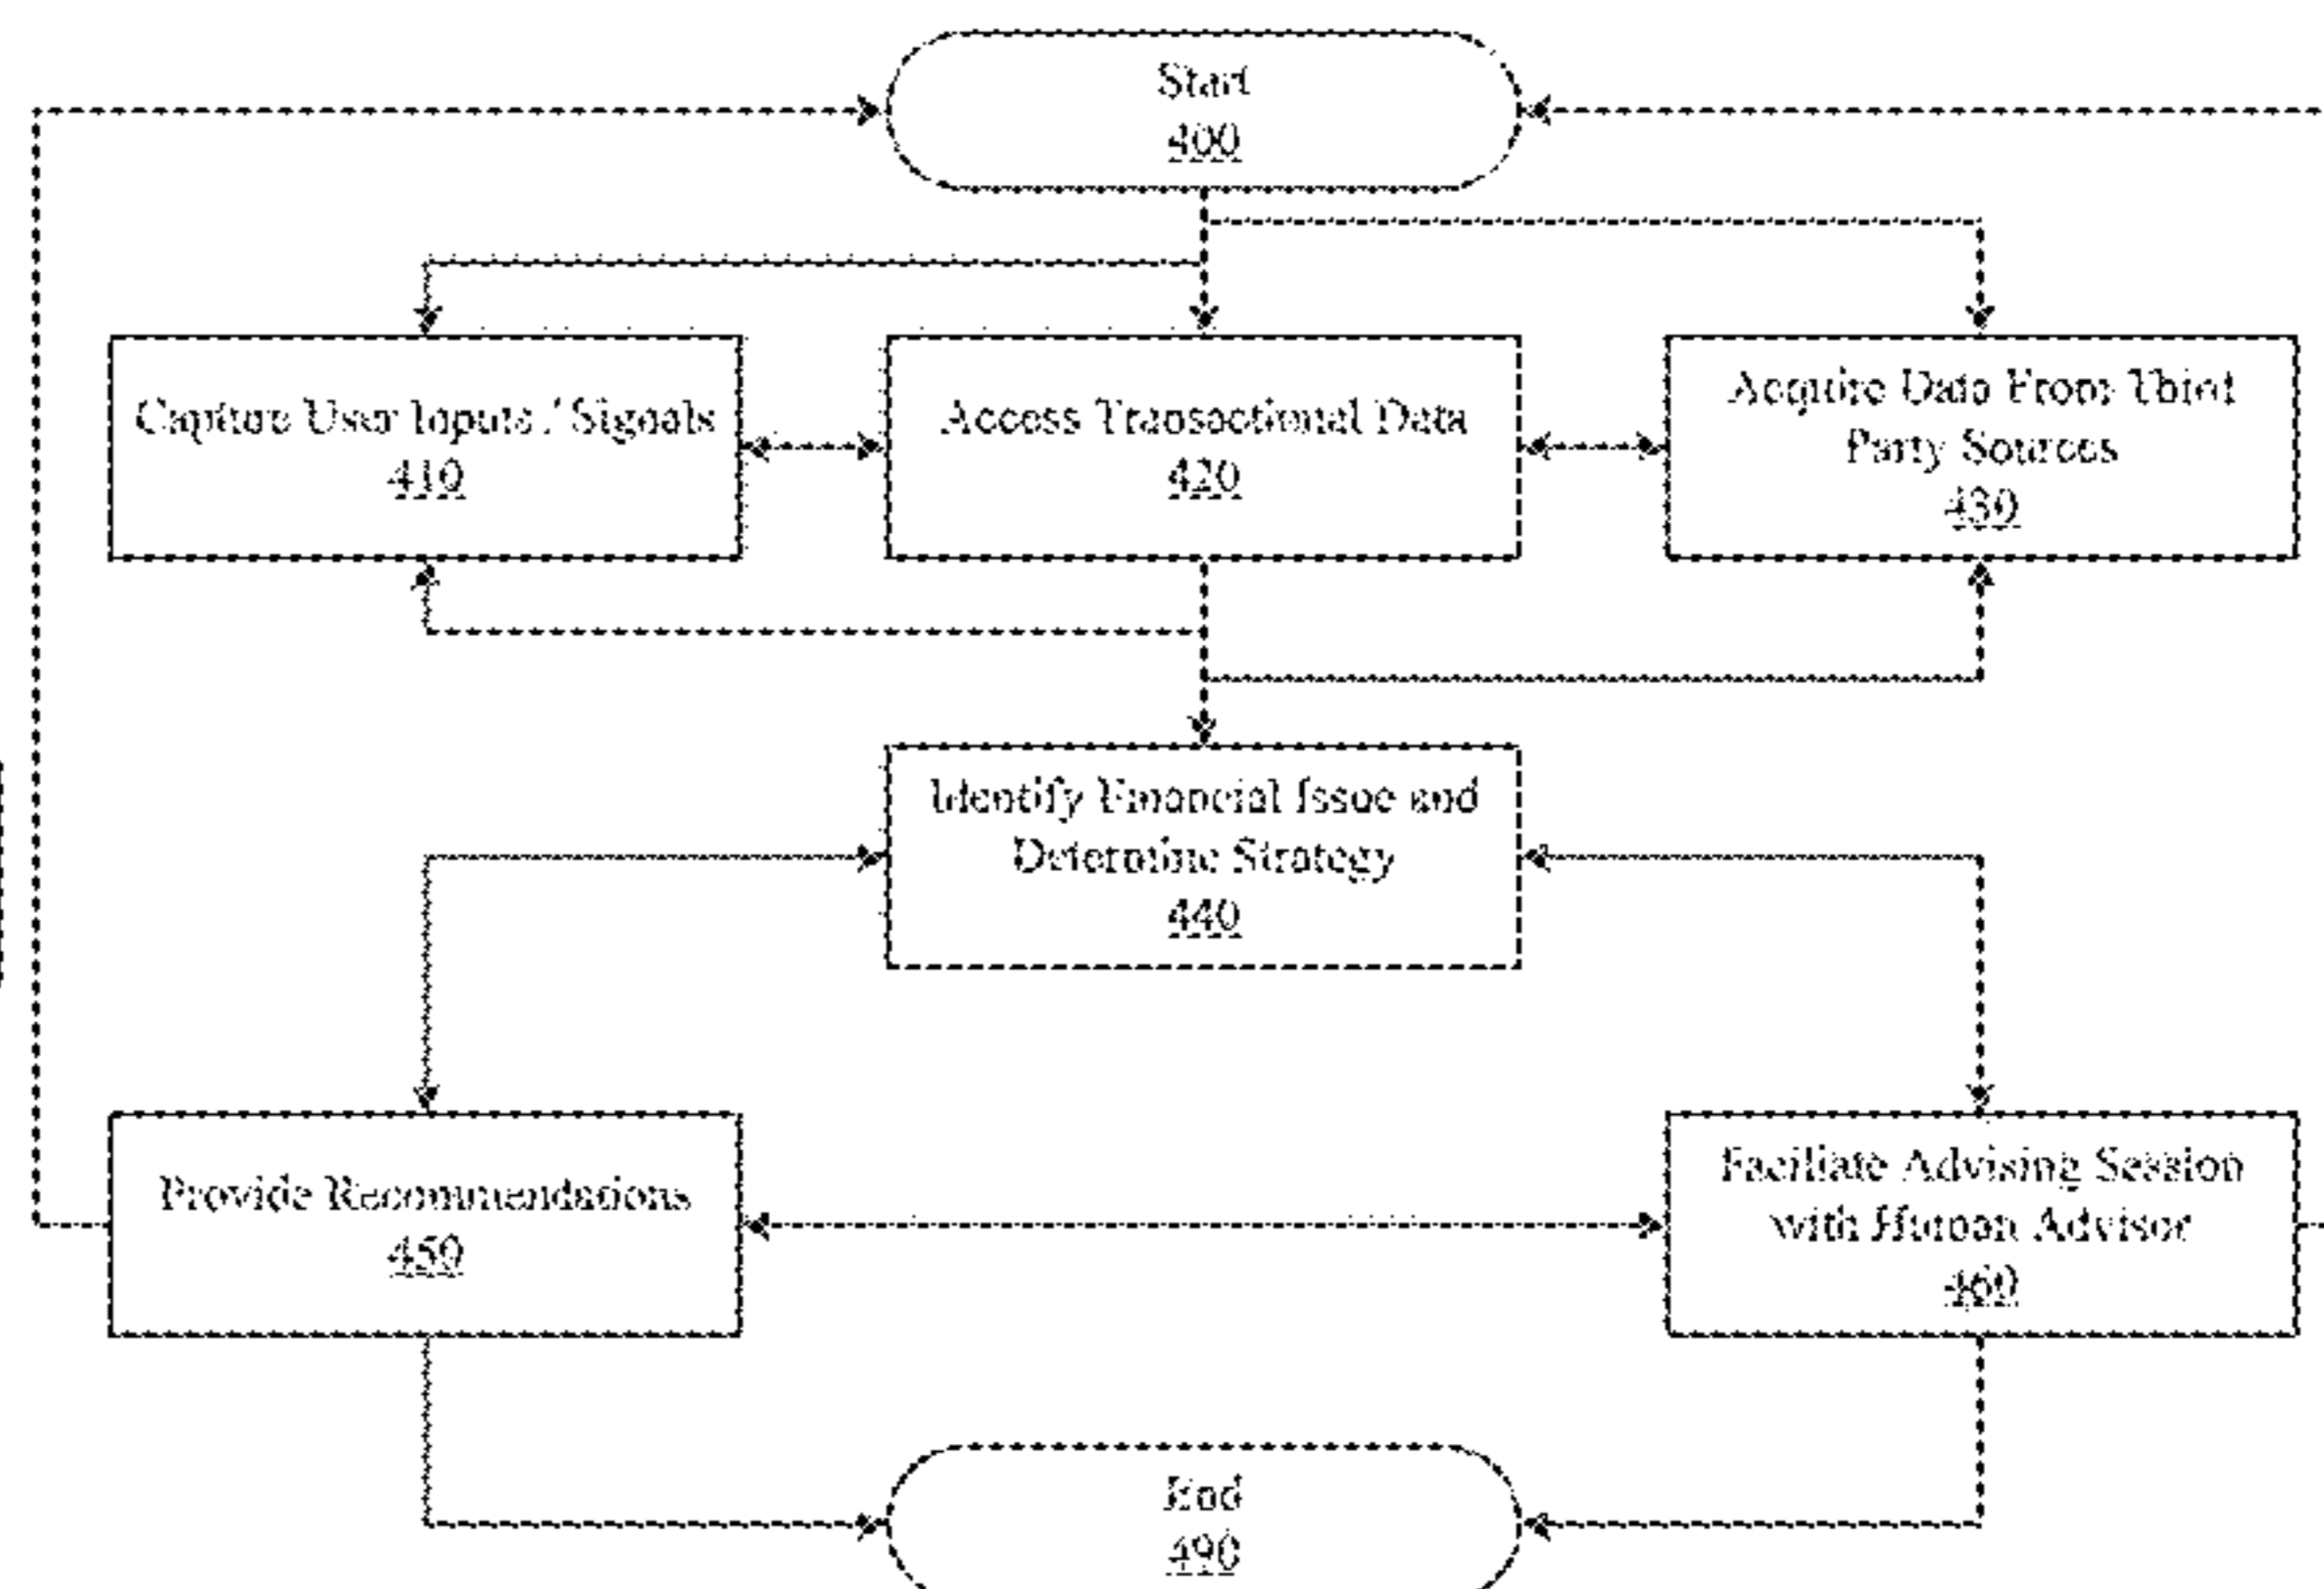 Start
400
Capture User Inputs / Signals
410
Access Transactional Data
420
Acquire Data From Third
Party Sources
430
Identify Financial Issue and
Determine Strategy
440
Provide Recommendations
450
Faciliate Advising Session
with Human Advisor
460
End
490